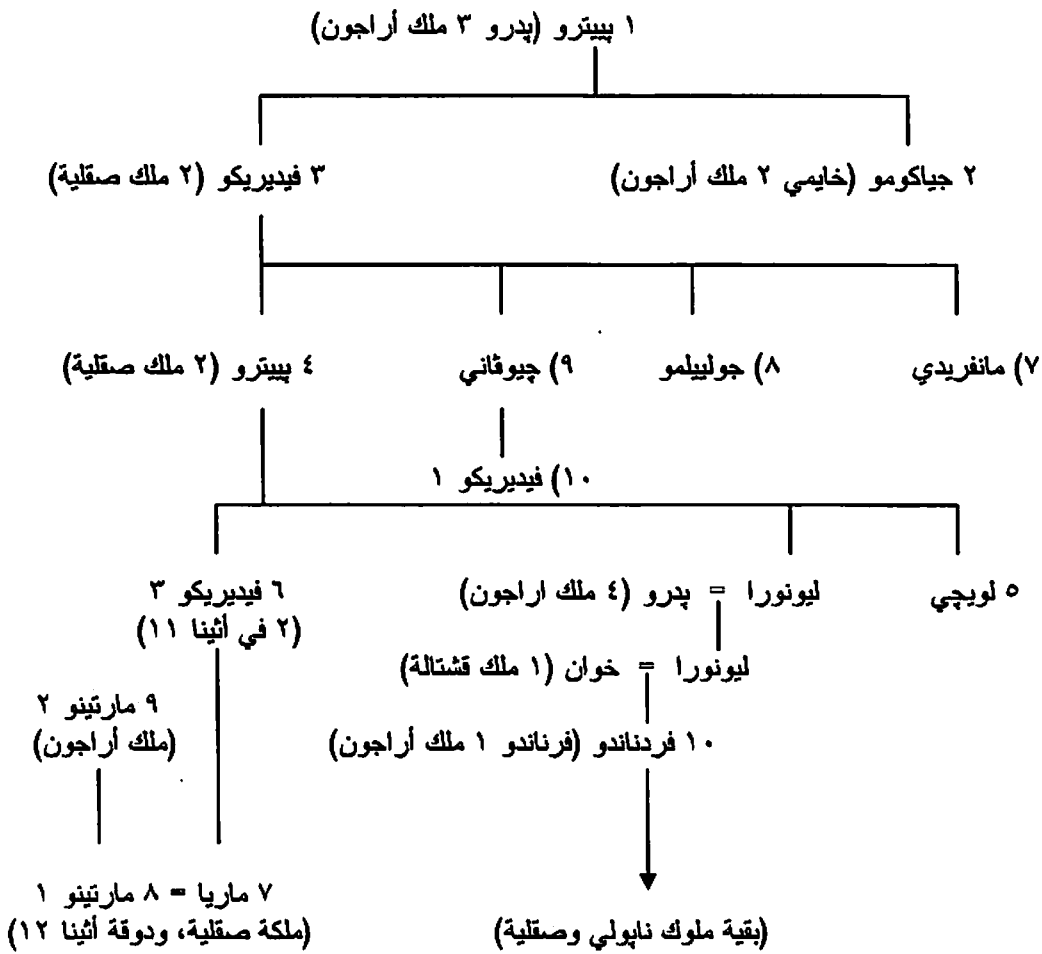 ١ پييترو (پدرو ٣ ملك أراجون)
٢ جياكومو (خايمي ٢ ملك أراجون)
٣ فيديريكو (٢ ملك صقلية)
٧) مانفريدي
٨) جولييلمو
٩) چيوڤاني
٤ پييترو (٢ ملك صقلية)
١٠) فيديريكو ١
٥ لويچي
ليونورا = پدرو (٤ ملك اراجون)
٦ فيديريكو ٣
(٢ في أثينا ١١)
ليونورا = خوان (١ ملك قشتالة)
٩ مارتينو ٢
(ملك أراجون)
١٠ فردناندو (فرناندو ١ ملك أراجون)
٧ ماريا = ٨ مارتينو ١
(ملكة صقلية، ودوقة أثينا ١٢)
(بقية ملوك ناپولي وصقلية)